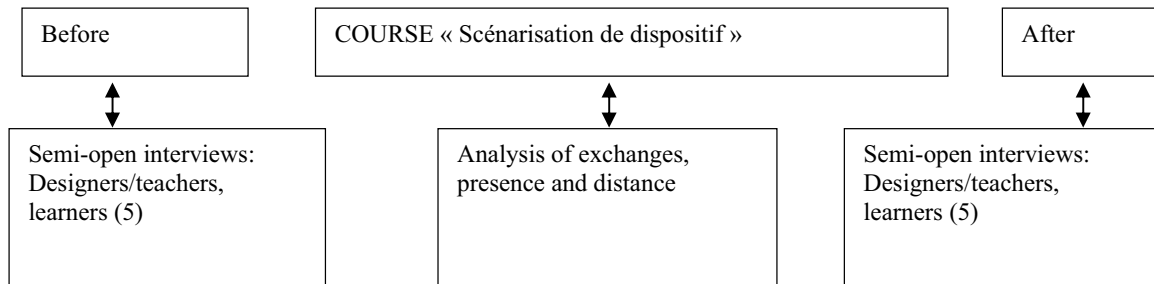 Before
COURSE « Scénarisation de dispositif »
After
Semi-open interviews:
Designers/teachers,
learners (5)
Analysis of exchanges,
presence and distance
Semi-open interviews:
Designers/teachers,
learners (5)